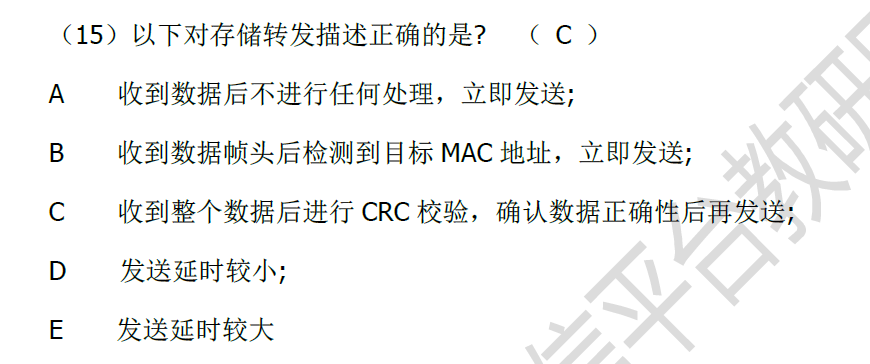 （15）以下对存储转发描述正确的是? （ C ）
A 收到数据后不进行任何处理，立即发送;
B 收到数据帧头后检测到目标 MAC 地址，立即发送;
C 收到整个数据后进行 CRC 校验，确认数据正确性后再发送;
D 发送延时较小;
E 发送延时较大
信平台教研